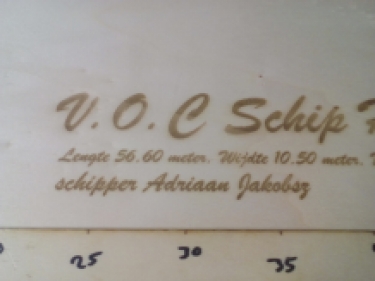 V.O.C Schip
Lengte 56.60 meter. Wijdte 10.50 meter.
schipper Adriaan Jakobsz
25 30 35